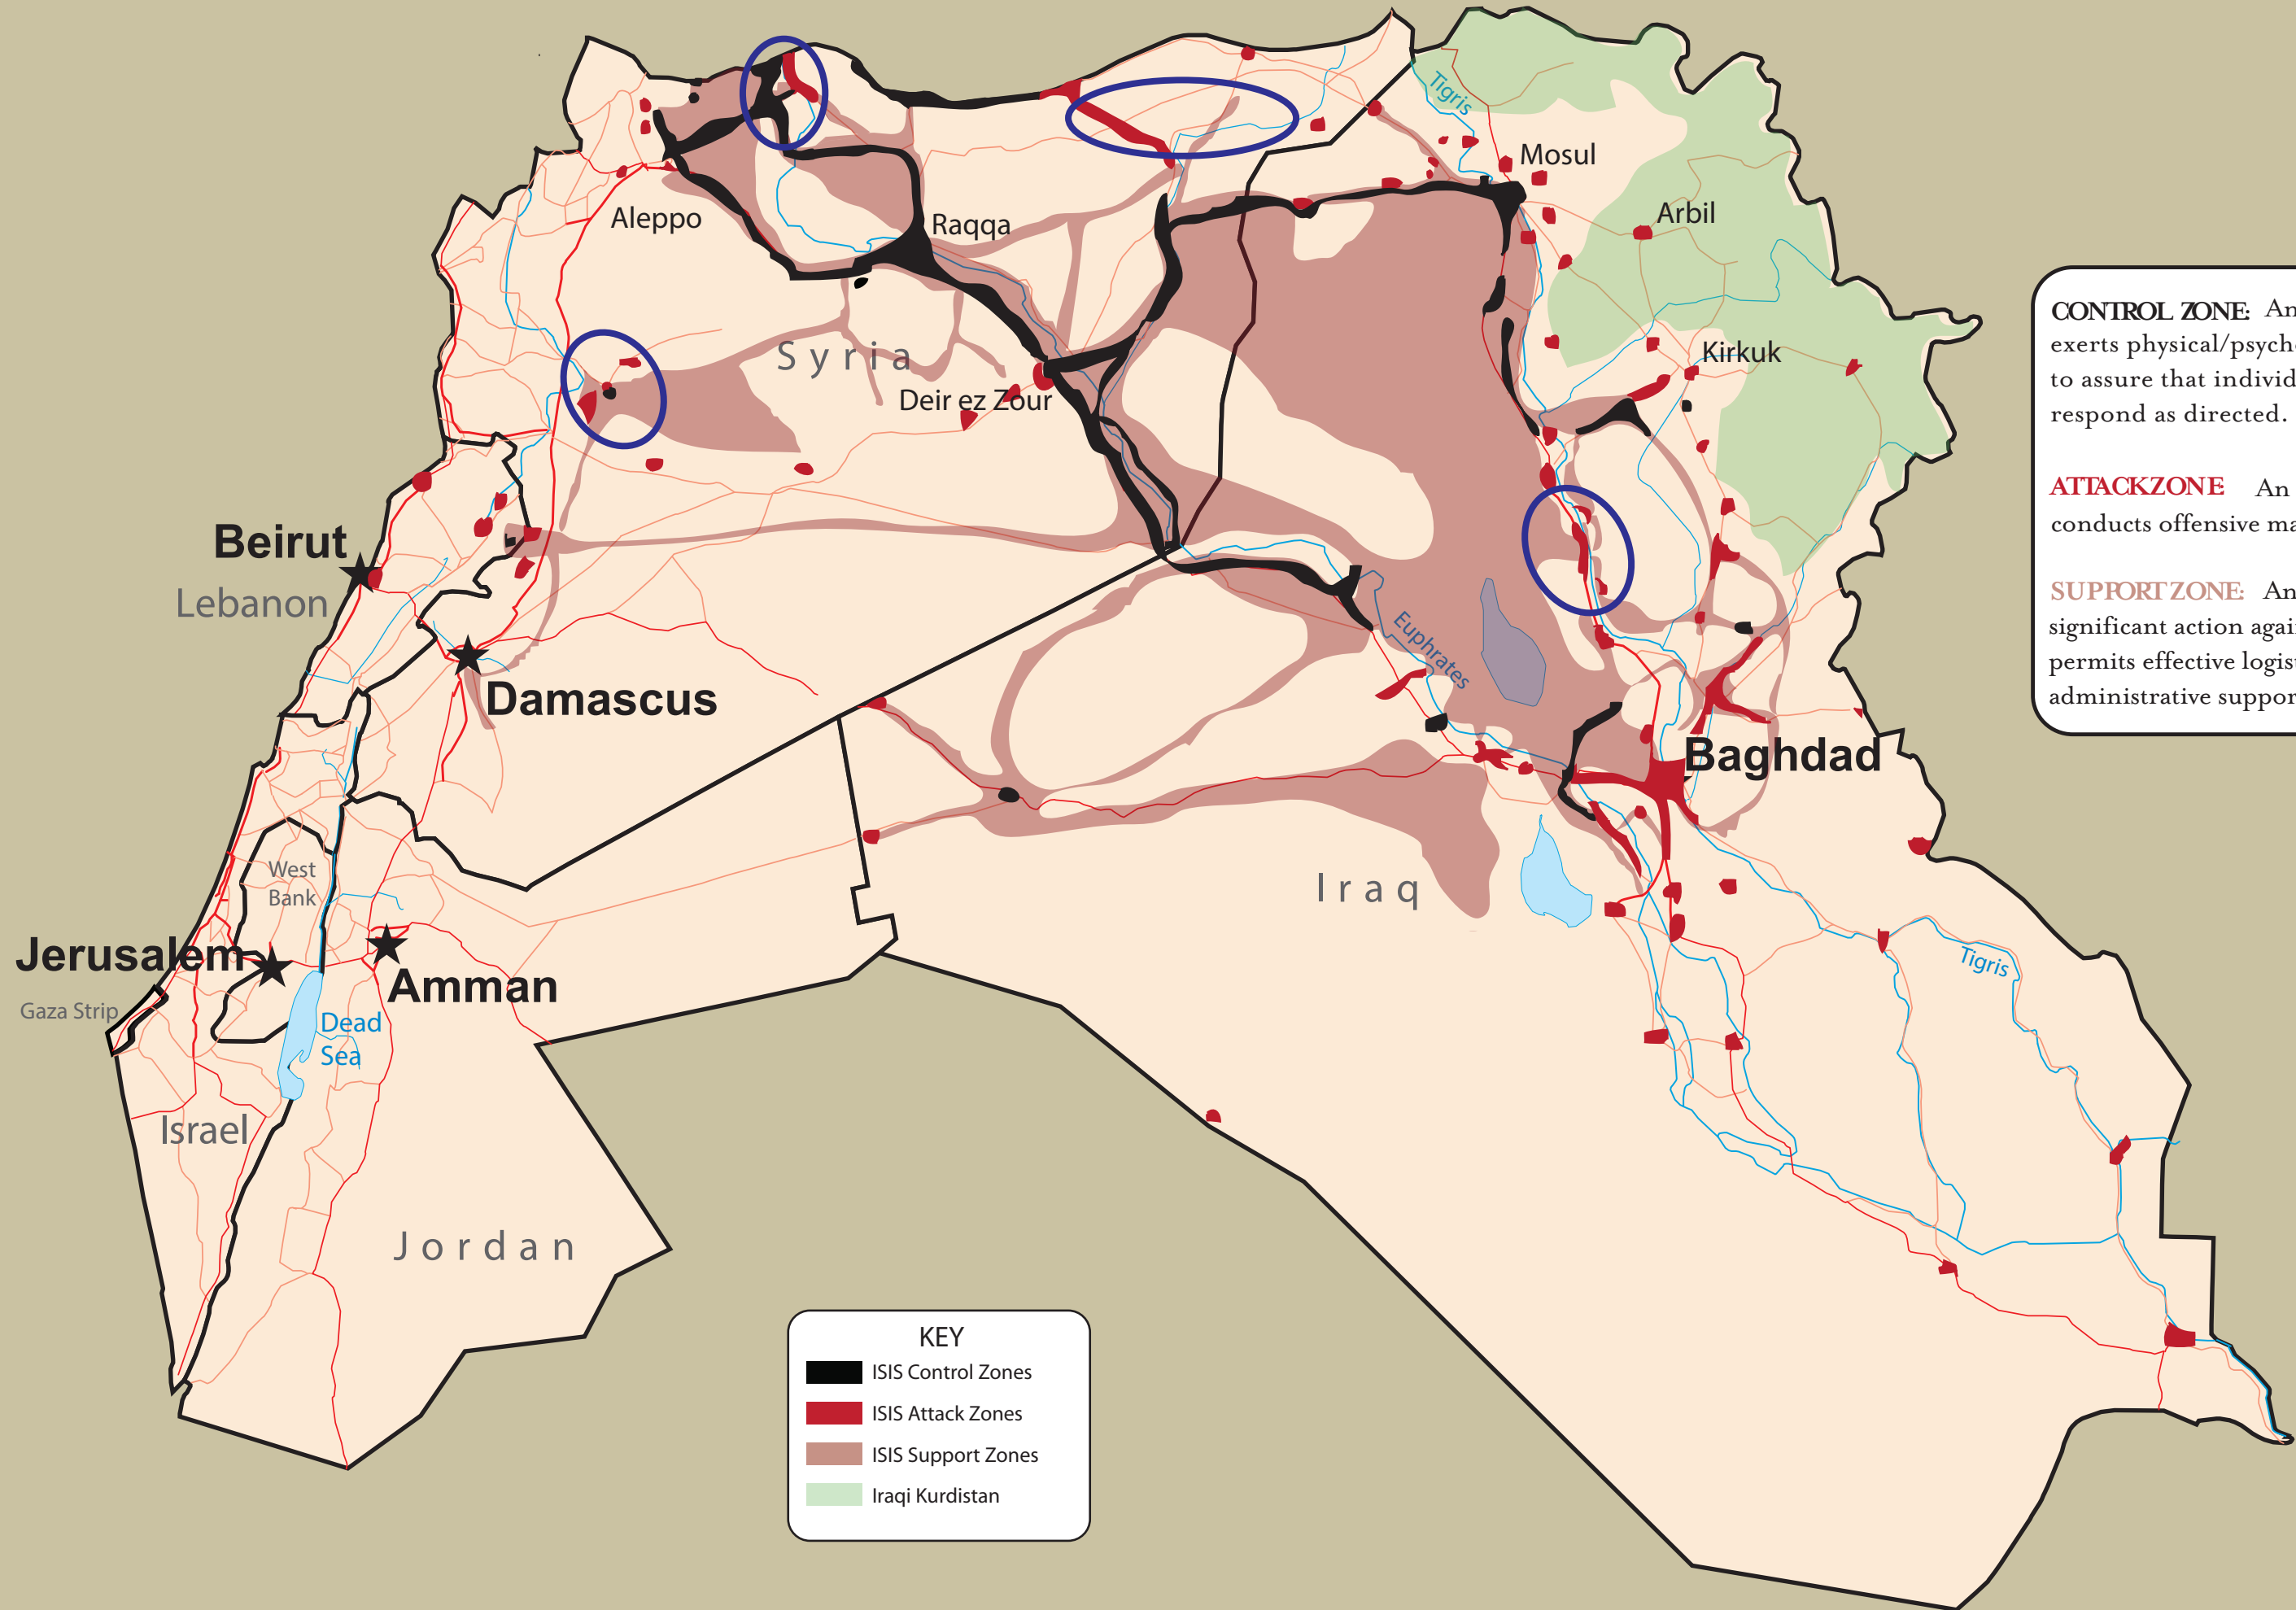 Tigris
Mosul
Aleppo
Raqqa
Arbil
Syria
Kirkuk
Deir ez Zour
Beirut
Lebanon
Euphrates
Damascus
Baghdad
West
Bank
Iraq
Jerusalem
Amman
Gaza Strip
Dead
Sea
Tigris
Israel
Jordan
CONTROL ZONE: An
exerts physical/psych
to assure that individ
respond as directed.
ATTACK ZONE An
conducts offensive ma
SUPPORT ZONE: An
significant action agai
permits effective logis
administrative suppor
KEY
ISIS Control Zones
ISIS Attack Zones
ISIS Support Zones
Iraqi Kurdistan